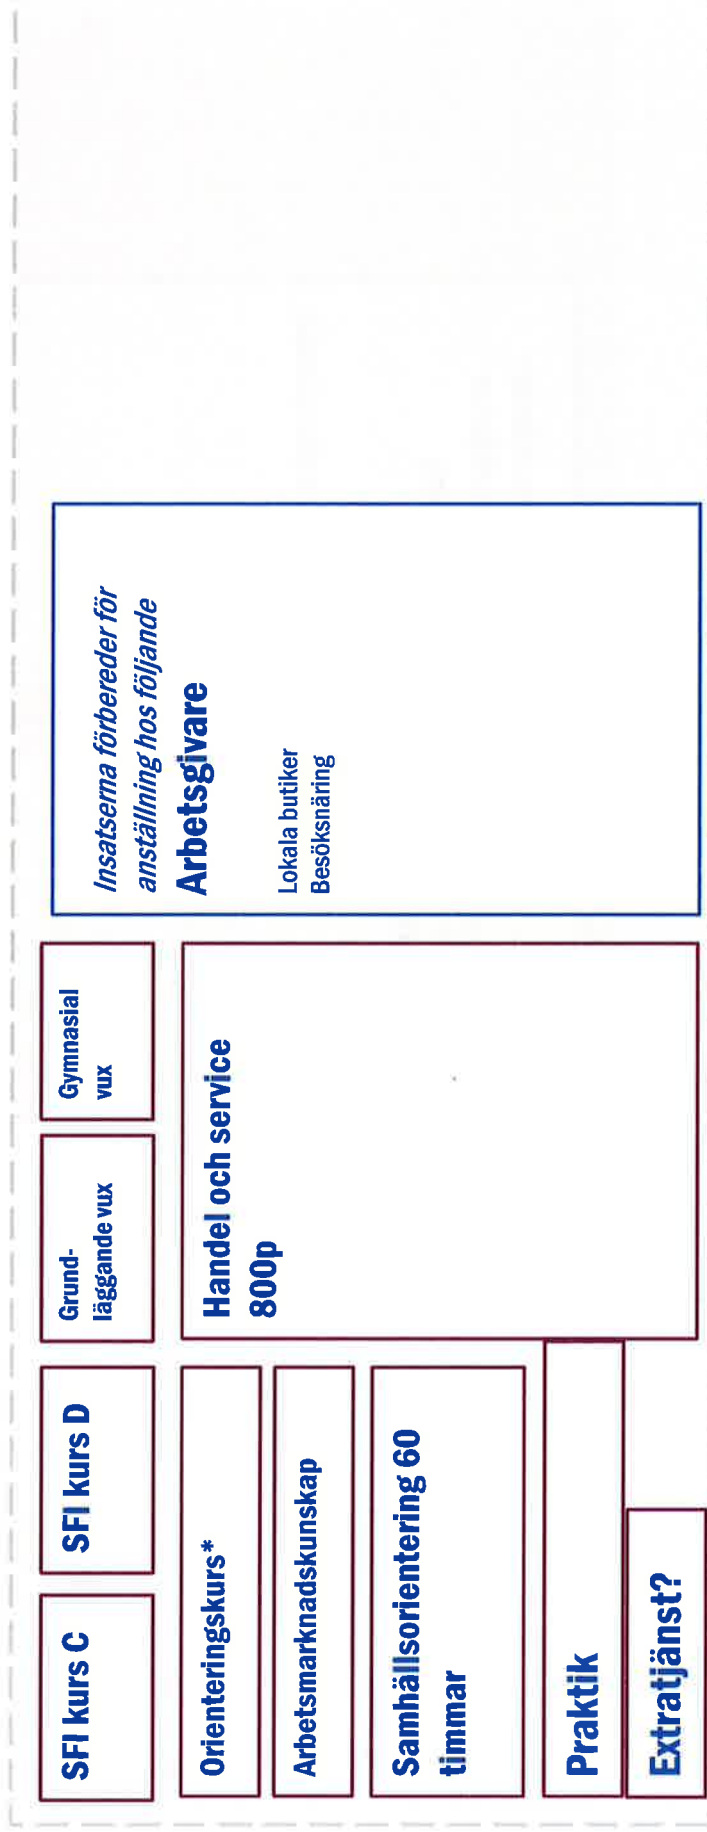 SFI kurs C
SFI kurs D
Grund-
läggande vux
Gymnasial
vux
Orienteringskurs*
Arbetsmarknadskunskap
Samhällsorientering 60
timmar
Praktik
Extratjänst?
Handel och service
800p
Insatserna förbereder för
anställning hos följande
Arbetsgivare
Lokala butiker
Besöksnäring